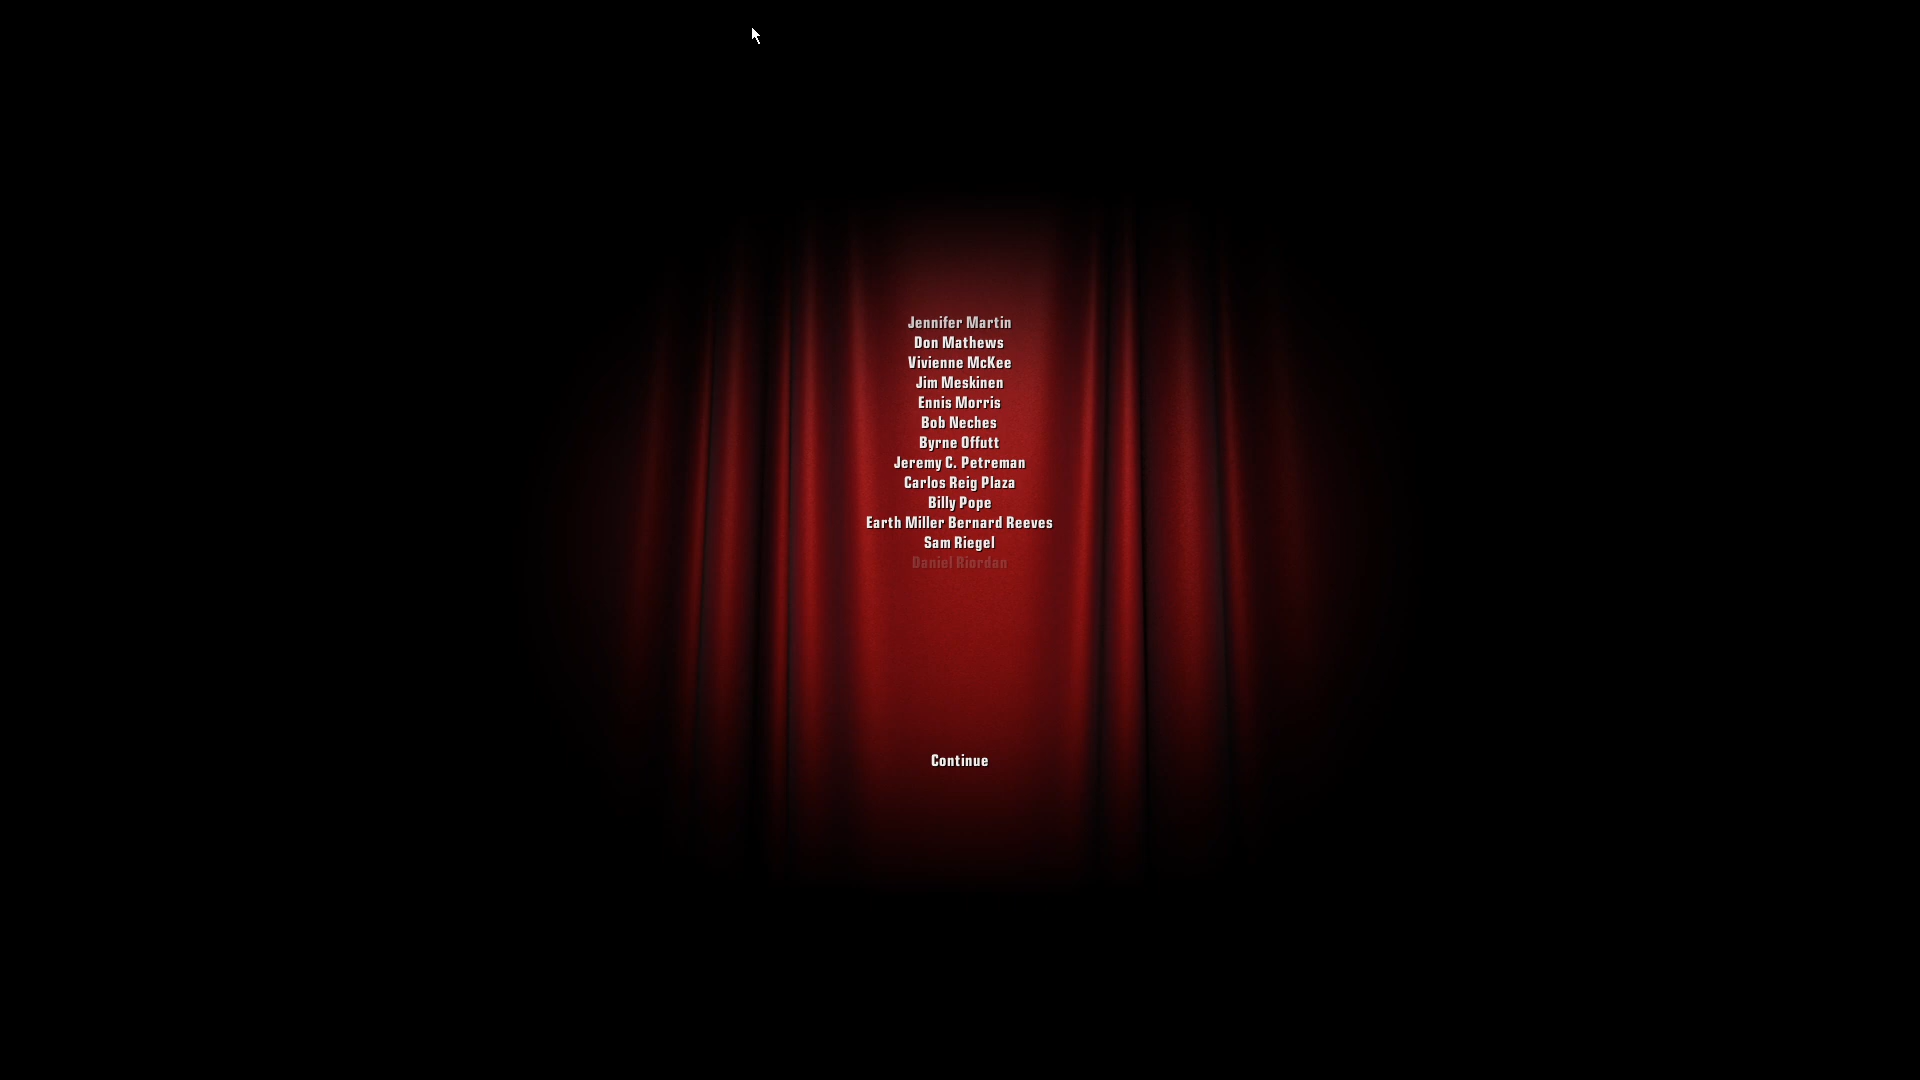 Jennifer Martin
Don Mathews
Vivienne McKee
Jim Meskinen
Ennis Morris
Bob Neches
Byrne Offutt
Jeremy C. Petreman
Carlos Reig Plaza
Billy Pope
Earth Miller Bernard Reeves
Sam Riegel
Daniel Riordan
Continue